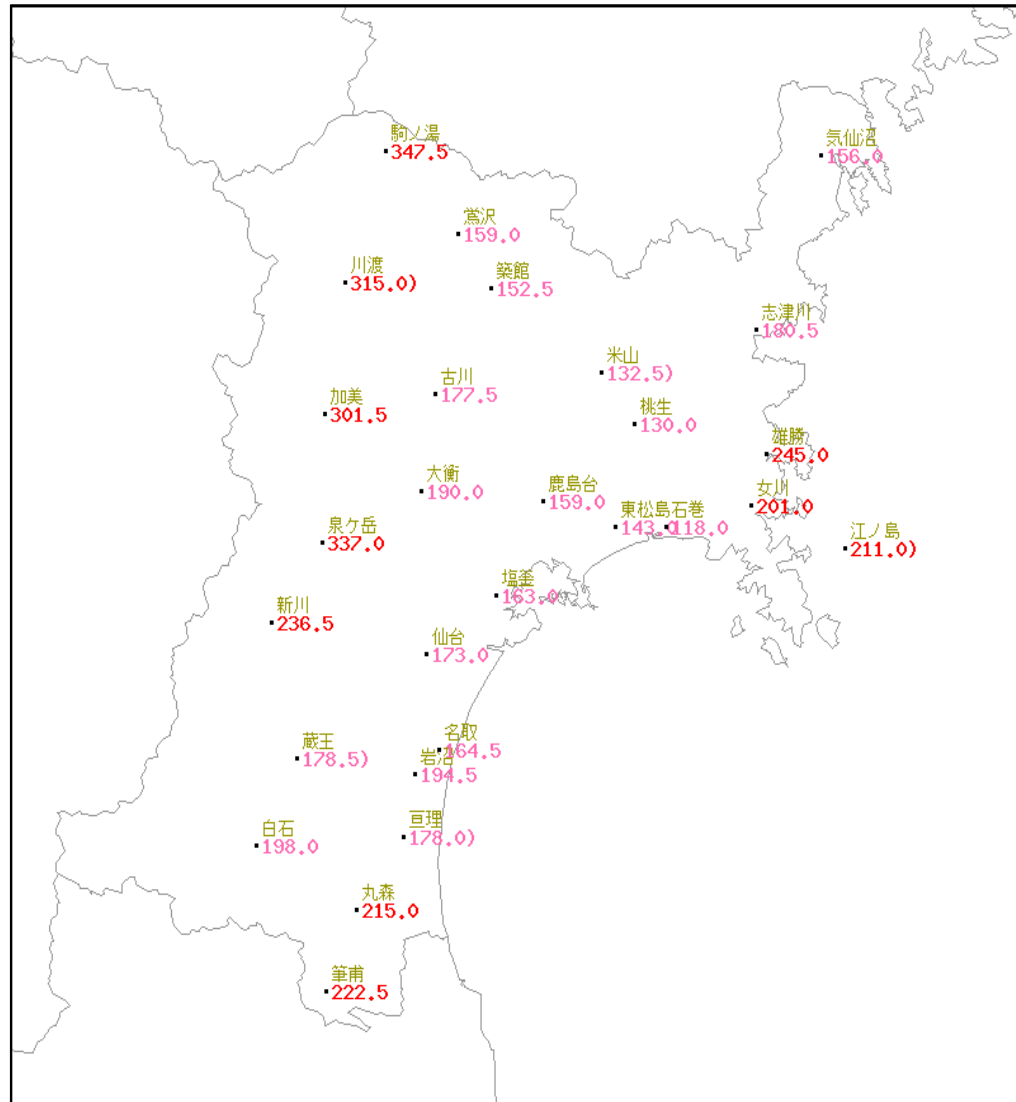 駒ノ湯
347.5
気仙沼
156.0
鶯沢
159.0
川渡
315.0)
築館
152.5
志津川
180.5
米山
132.5)
古川
177.5
加美
301.5
桃生
130.0
雄勝
245.0
大衡
190.0
鹿島台
159.0
女川
201.0
東松島
143.0
石巻
118.0
泉ケ岳
337.0
江ノ島
211.0)
塩釜
163.0
新川
236.5
仙台
173.0
名取
164.5
蔵王
178.5)
岩沼
194.5
亘理
178.0)
白石
198.0
丸森
215.0
筆甫
222.5